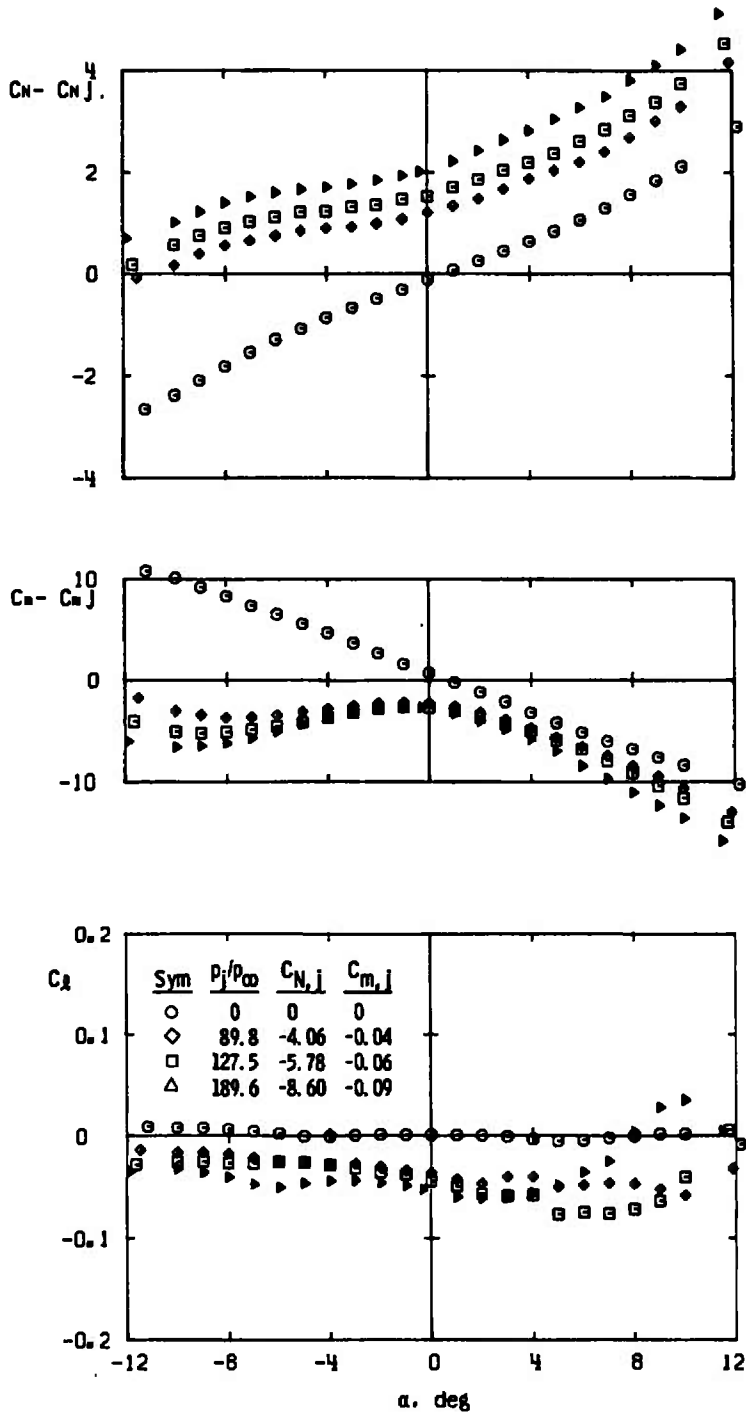 CN- CNj.
4
2
0
-2
-4
Cm- Cmj
10
0
-10
Cℓ
0.2
0.1
0
-0.1
-0.2
Sym pj/p∞ CN,j Cm,j
0 0 0
89.8 -4.06 -0.04
127.5 -5.78 -0.06
189.6 -8.60 -0.09
-12 -8 -4 0 4 8 12
α, deg